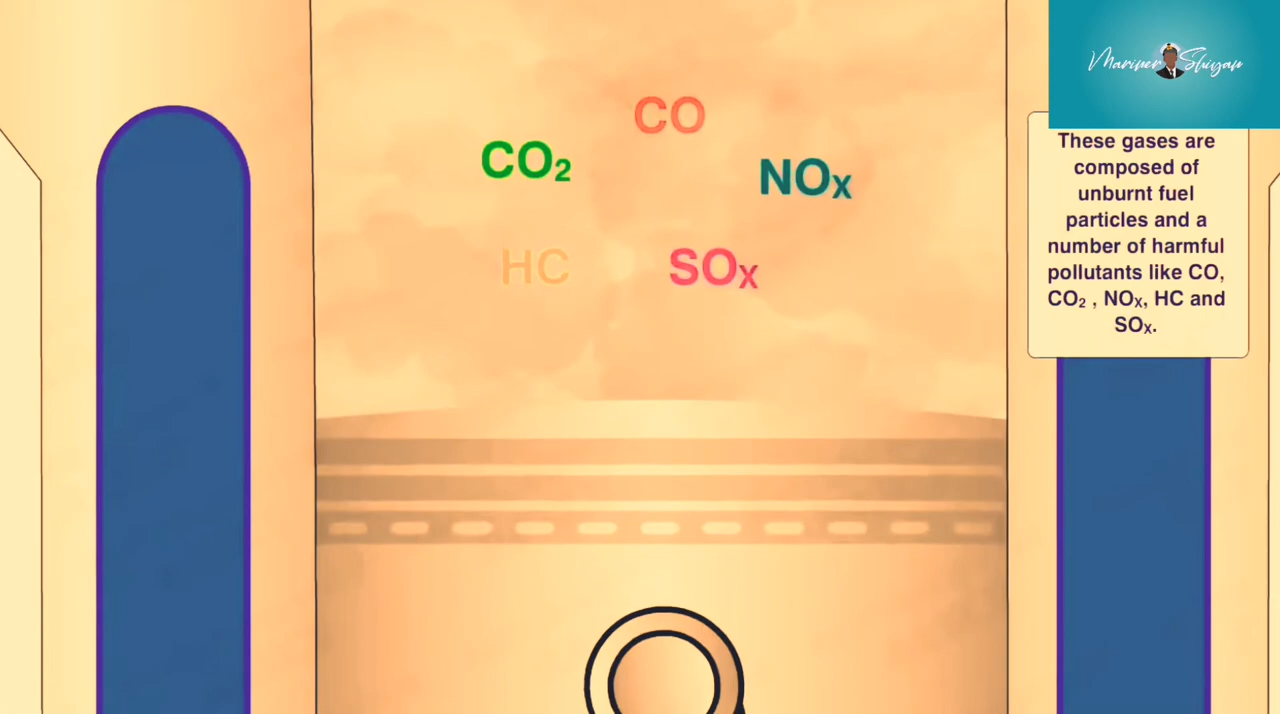 Mariner Shiyan
CO
CO₂
NOx
HC
SOx
These gases are
composed of
unburnt fuel
particles and a
number of harmful
pollutants like CO,
CO₂ , NOx, HC and
SOx.